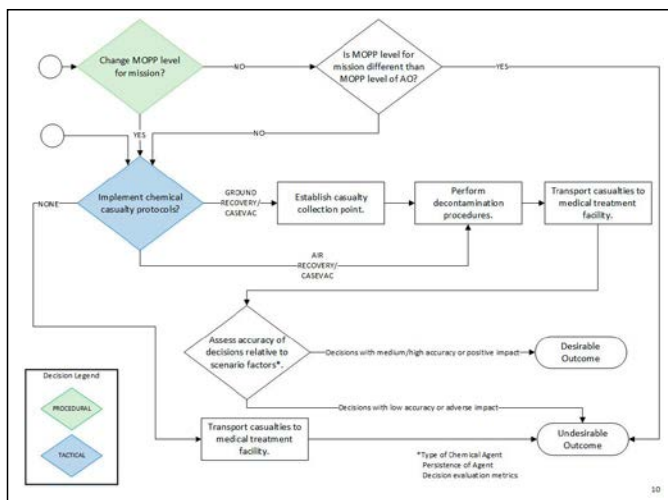 Change MOPP level
for mission?
NO
Is MOPP level for
mission different than
MOPP level of AO?
YES
YES
NO
Implement chemical
casualty protocols?
NONE
GROUND
RECOVERY/
CASEVAC
Establish casualty
collection point.
Perform
decontamination
procedures.
Transport casualties to
medical treatment
facility.
AIR
RECOVERY/
CASEVAC
Assess accuracy of
decisions relative to
scenario factors*.
Decisions with medium/high accuracy or positive impact
Desirable
Outcome
Decision Legend
PROCEDURAL
TACTICAL
Decisions with low accuracy or adverse impact
Transport casualties to
medical treatment
facility.
Undesirable
Outcome
*Type of Chemical Agent
Persistence of Agent
Decision evaluation metrics
10